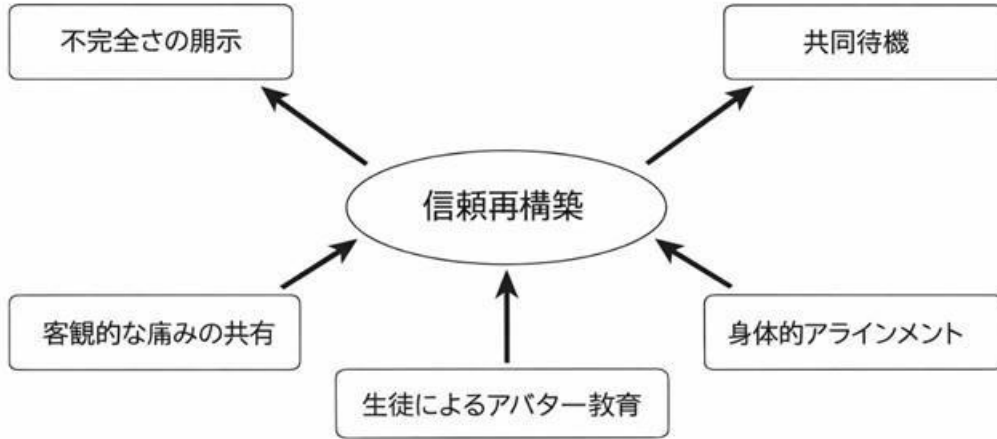 不完全さの開示
共同待機
信頼再構築
客観的な痛みの共有
身体的アラインメント
生徒によるアバター教育